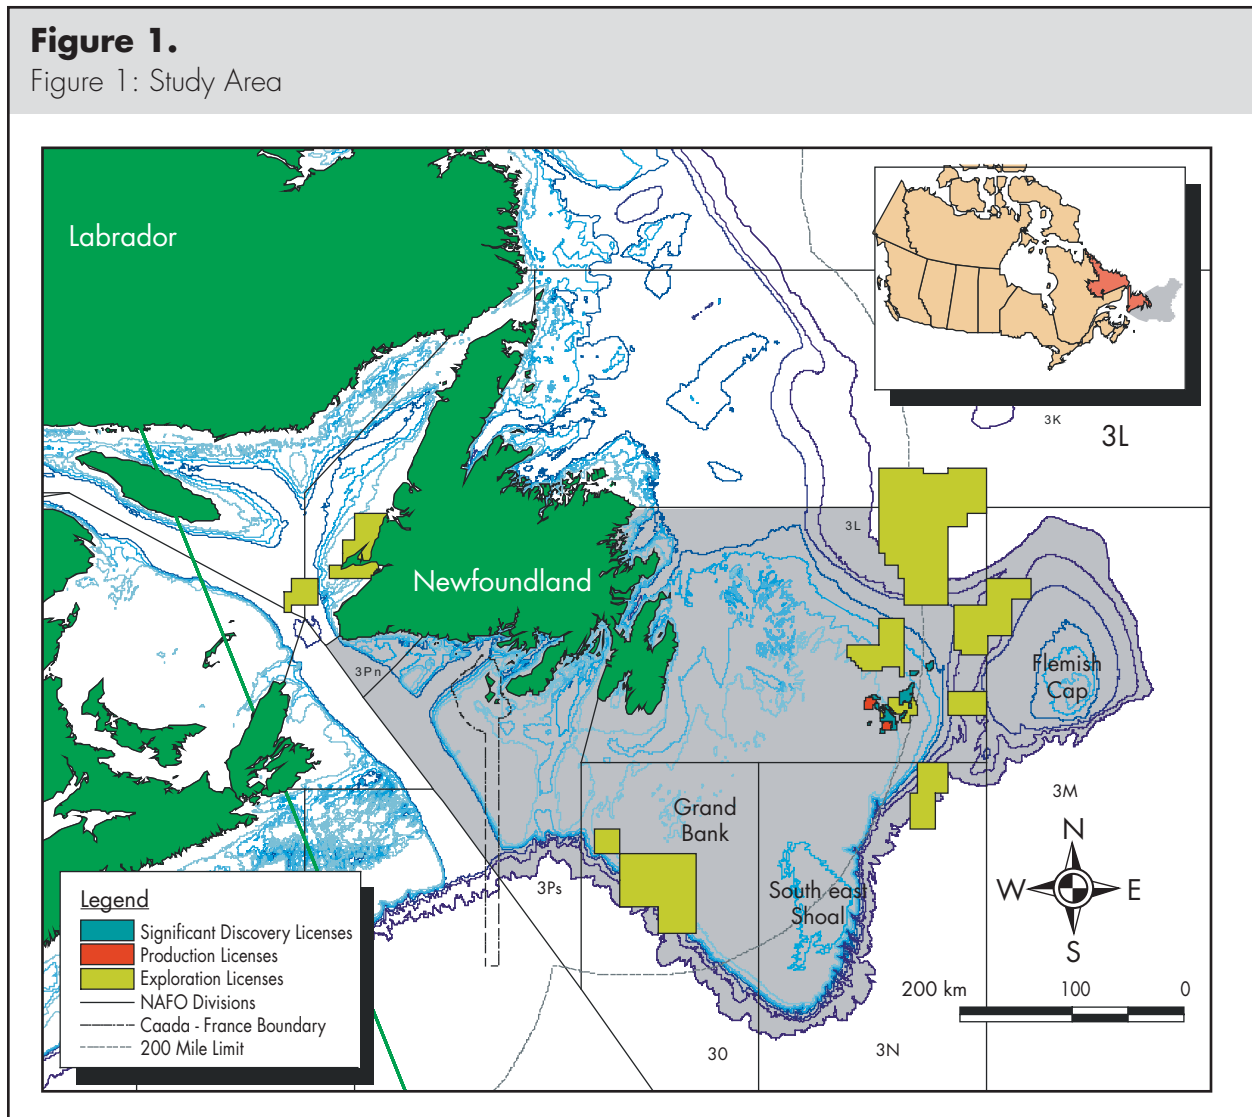 Figure 1.
Figure 1: Study Area
Labrador
3K
3L
3L
Newfoundland
Flemish
Cap
3Pn
3M
Grand
Bank
N
W E
S
South east
Shoal
3Ps
30
3N
200 km 100 0
Legend
Significant Discovery Licenses
Production Licenses
Exploration Licenses
NAFO Divisions
Caada - France Boundary
200 Mile Limit